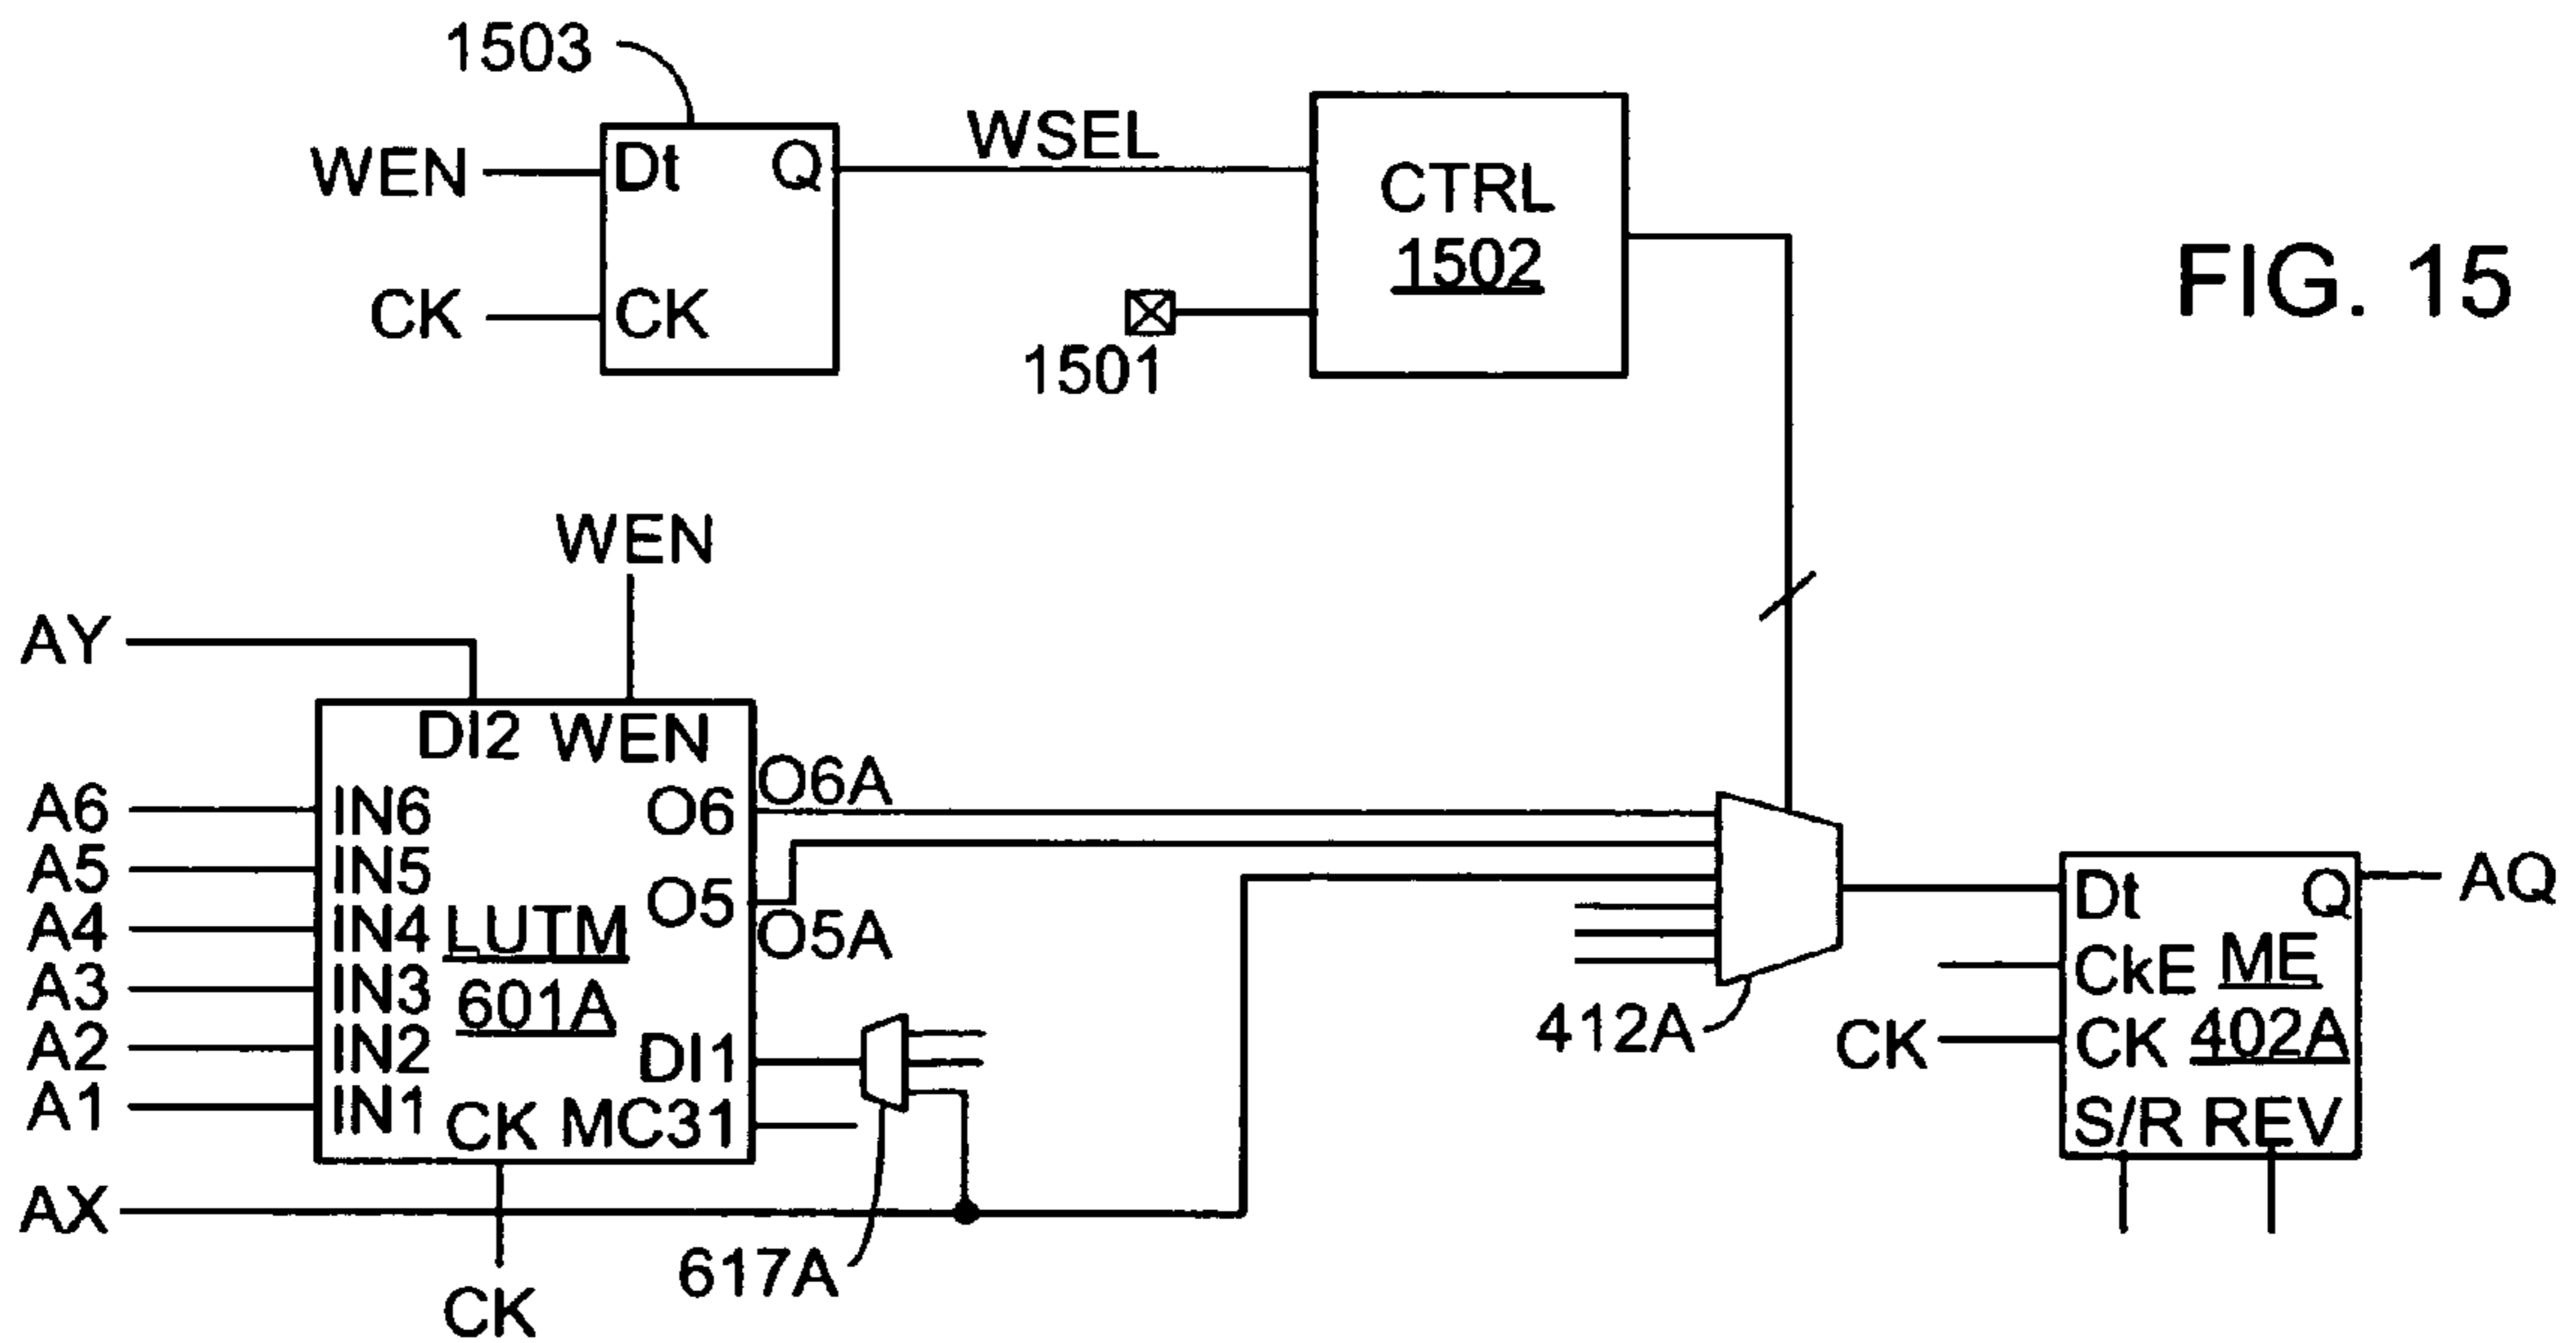 1503
WEN Dt Q WSEL
CK CK
1501
CTRL
1502
FIG. 15
WEN
AY
DI2 WEN
A6 IN6 O6 O6A
A5 IN5
A4 IN4 LUTM O5 O5A
A3 IN3 601A
A2 IN2 DI1
A1 IN1 CK MC31
AX
617A
CK
412A
Dt Q AQ
CkE ME
CK CK 402A
S/R REV